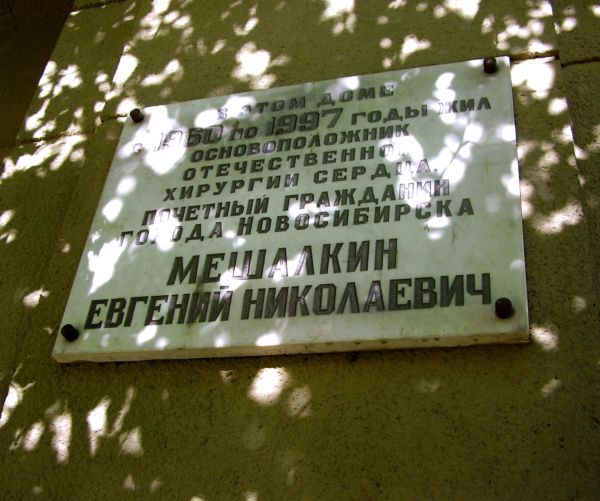 В ЭТОМ ДОМЕ
С 1960 ПО 1997 ГОДЫ ЖИЛ
ОСНОВОПОЛОЖНИК
ОТЕЧЕСТВЕННОЙ
ХИРУРГИИ СЕРДЦА,
ПОЧЕТНЫЙ ГРАЖДАНИН
ГОРОДА НОВОСИБИРСКА
МЕШАЛКИН
ЕВГЕНИЙ НИКОЛАЕВИЧ